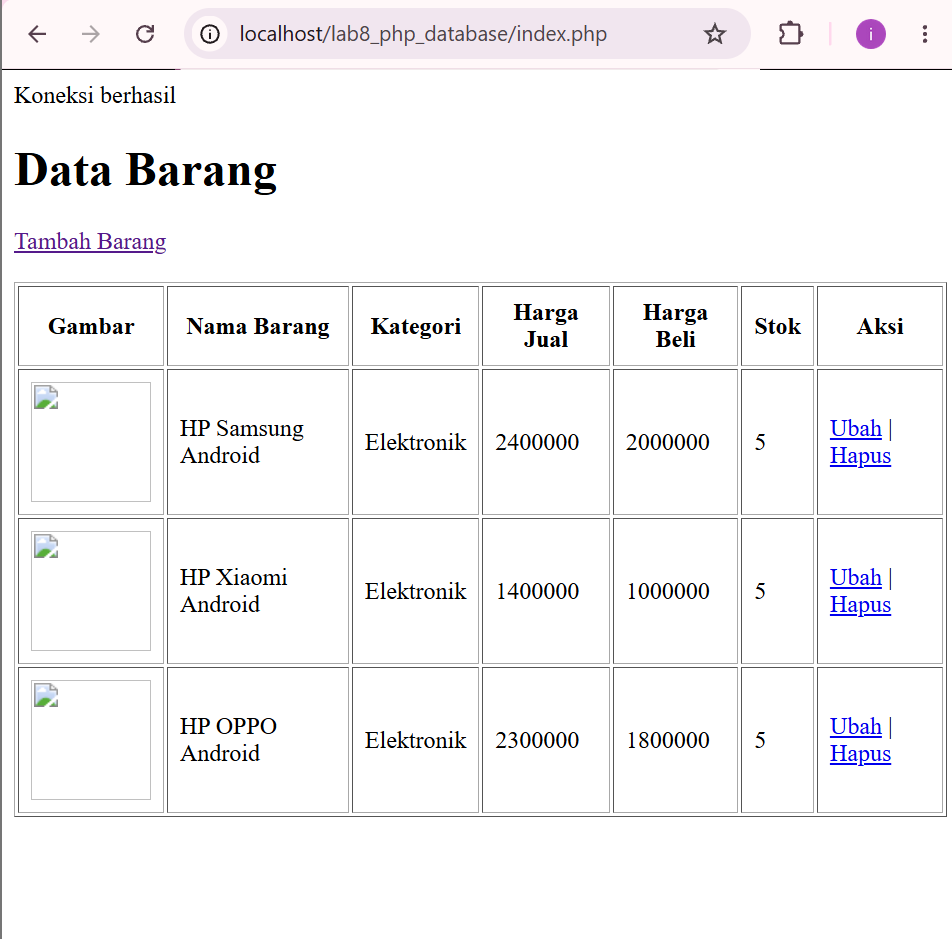 localhost/lab8_php_database/index.php
i
Koneksi berhasil
Data Barang
Tambah Barang
Gambar Nama Barang Kategori Harga Jual Harga Beli Stok Aksi
HP Samsung Android Elektronik 2400000 2000000 5 Ubah | Hapus
HP Xiaomi Android Elektronik 1400000 1000000 5 Ubah | Hapus
HP OPPO Android Elektronik 2300000 1800000 5 Ubah | Hapus